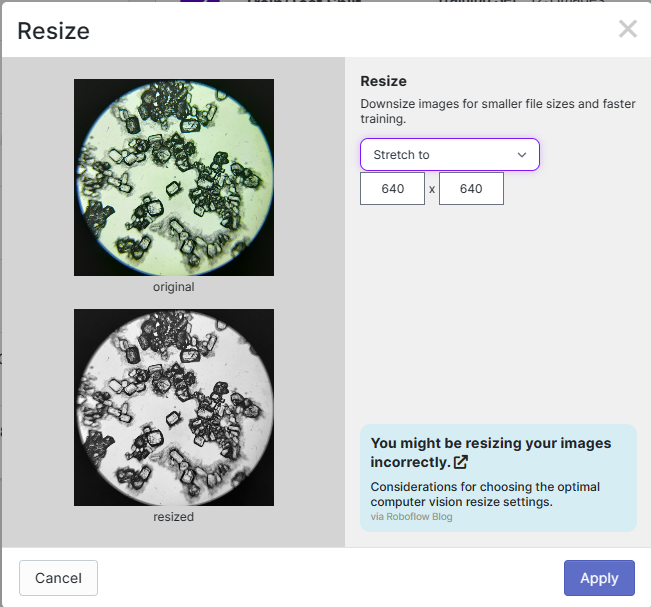 Resize
original
resized
Resize
Downsize images for smaller file sizes and faster
training.
Stretch to
640 x 640
You might be resizing your images
incorrectly.
Considerations for choosing the optimal
computer vision resize settings.
via Roboflow Blog
Cancel
Apply